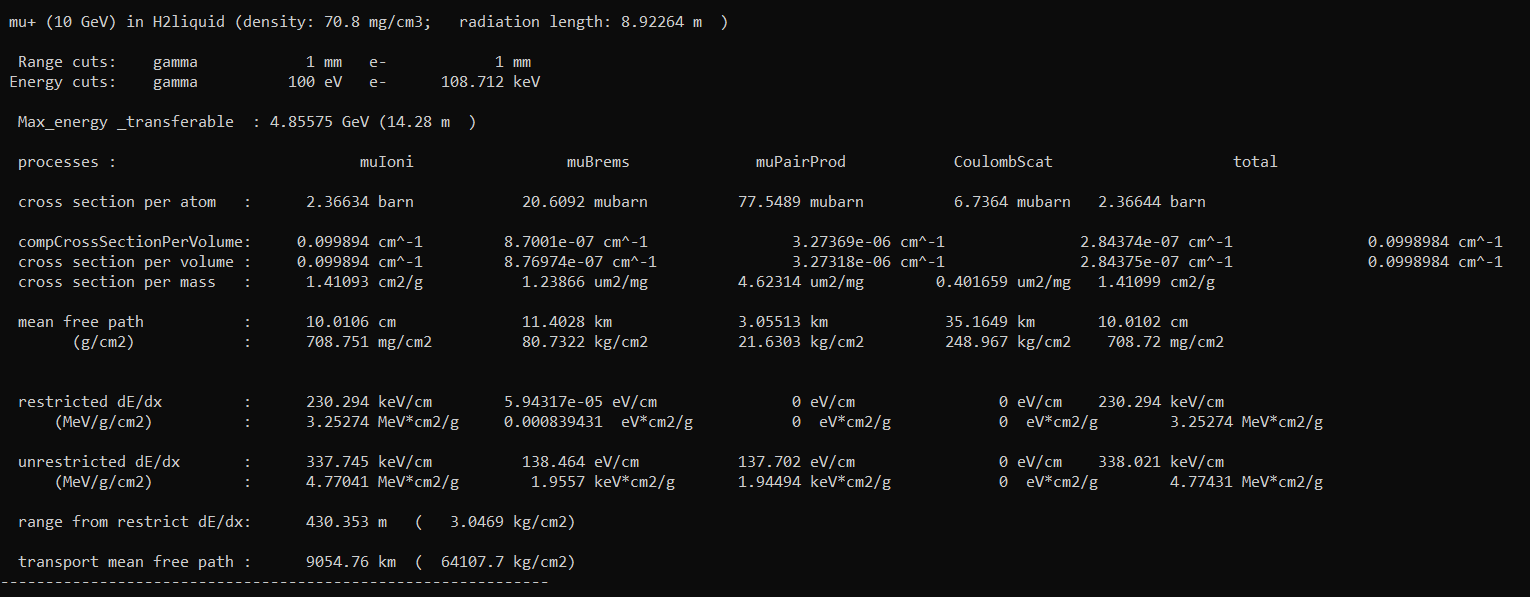 mu+ (10 GeV) in H2liquid (density: 70.8 mg/cm3;   radiation length: 8.92264 m  )
Range cuts:    gamma            1 mm   e-            1 mm
Energy cuts:    gamma          100 eV   e-      108.712 keV
Max_energy _transferable  : 4.85575 GeV (14.28 m  )
processes :                           muIoni                 muBrems              muPairProd            CoulombScat                    total
cross section per atom   :      2.36634 barn            20.6092 mubarn          77.5489 mubarn          6.7364 mubarn   2.36644 barn
compCrossSectionPerVolume:     0.099894 cm^-1         8.7001e-07 cm^-1                3.27369e-06 cm^-1               2.84374e-07 cm^-1               0.0998984 cm^-1
cross section per volume :     0.099894 cm^-1         8.76974e-07 cm^-1               3.27318e-06 cm^-1               2.84375e-07 cm^-1               0.0998984 cm^-1
cross section per mass   :      1.41093 cm2/g           1.23866 um2/mg          4.62314 um2/mg        0.401659 um2/mg   1.41099 cm2/g
mean free path           :      10.0106 cm              11.4028 km              3.05513 km             35.1649 km       10.0102 cm
(g/cm2)            :      708.751 mg/cm2          80.7322 kg/cm2          21.6303 kg/cm2         248.967 kg/cm2    708.72 mg/cm2
restricted dE/dx         :      230.294 keV/cm        5.94317e-05 eV/cm               0 eV/cm                0 eV/cm    230.294 keV/cm
(MeV/g/cm2)          :      3.25274 MeV*cm2/g     0.000839431  eV*cm2/g           0  eV*cm2/g            0  eV*cm2/g        3.25274 MeV*cm2/g
unrestricted dE/dx       :      337.745 keV/cm          138.464 eV/cm           137.702 eV/cm                0 eV/cm    338.021 keV/cm
(MeV/g/cm2)          :      4.77041 MeV*cm2/g        1.9557 keV*cm2/g       1.94494 keV*cm2/g            0  eV*cm2/g        4.77431 MeV*cm2/g
range from restrict dE/dx:      430.353 m   (   3.0469 kg/cm2)
transport mean free path :      9054.76 km  (  64107.7 kg/cm2)
-------------------------------------------------------------